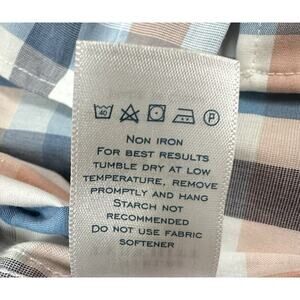 40 P
NON IRON
FOR BEST RESULTS
TUMBLE DRY AT LOW
TEMPERATURE, REMOVE
PROMPTLY AND HANG
STARCH NOT
RECOMMENDED
DO NOT USE FABRIC
SOFTENER